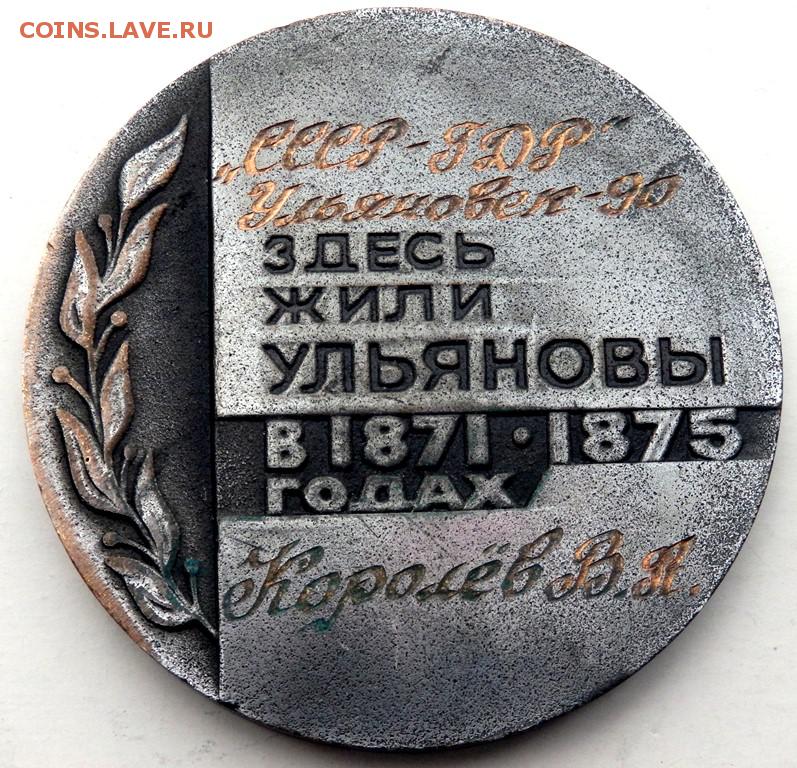 COINS.LAVE.RU
„СССР-ГДР“
Ульяновск-90
ЗДЕСЬ
ЖИЛИ
УЛЬЯНОВЫ
В 1871·1875
ГОДАХ
Королёв В.Я.